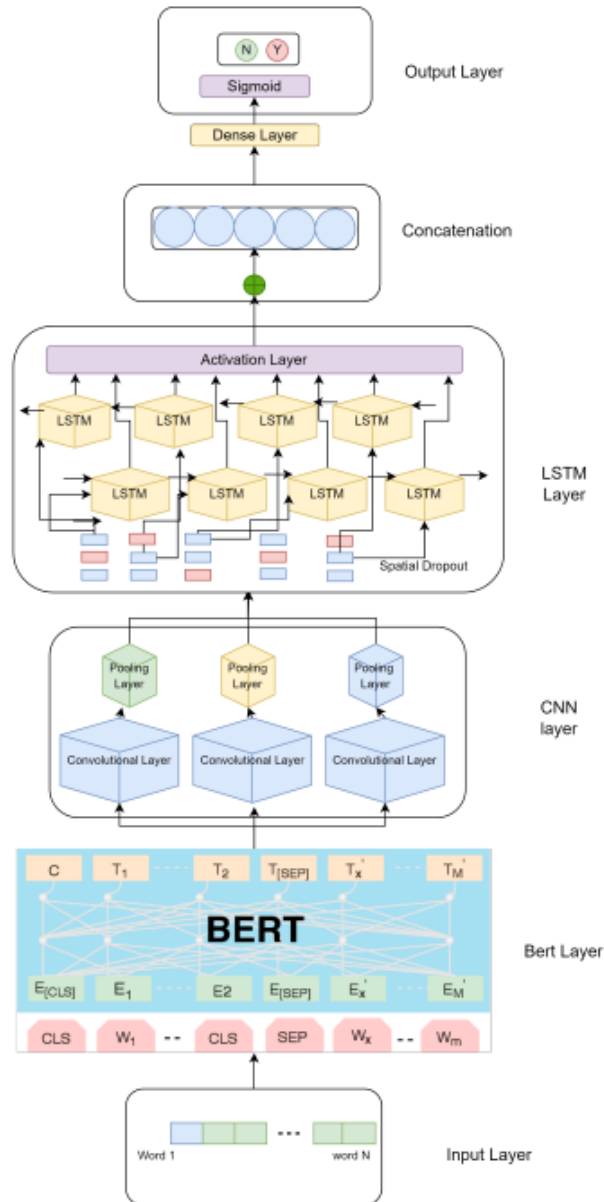 N Y
Output Layer
Sigmoid
Dense Layer
Concatenation
Activation Layer
LSTM LSTM LSTM LSTM
LSTM LSTM LSTM LSTM
LSTM
Layer
Spatial Dropout
Pooling
Layer
Pooling
Layer
Pooling
Layer
CNN
layer
Convolutional Layer Convolutional Layer Convolutional Layer
C T1 T2 T[SEP] Tx' TM'
BERT
Bert Layer
E[CLS] E1 E2 E[SEP] Ex' EM'
CLS W1 -- CLS SEP Wx -- Wm
Word 1 word N
Input Layer